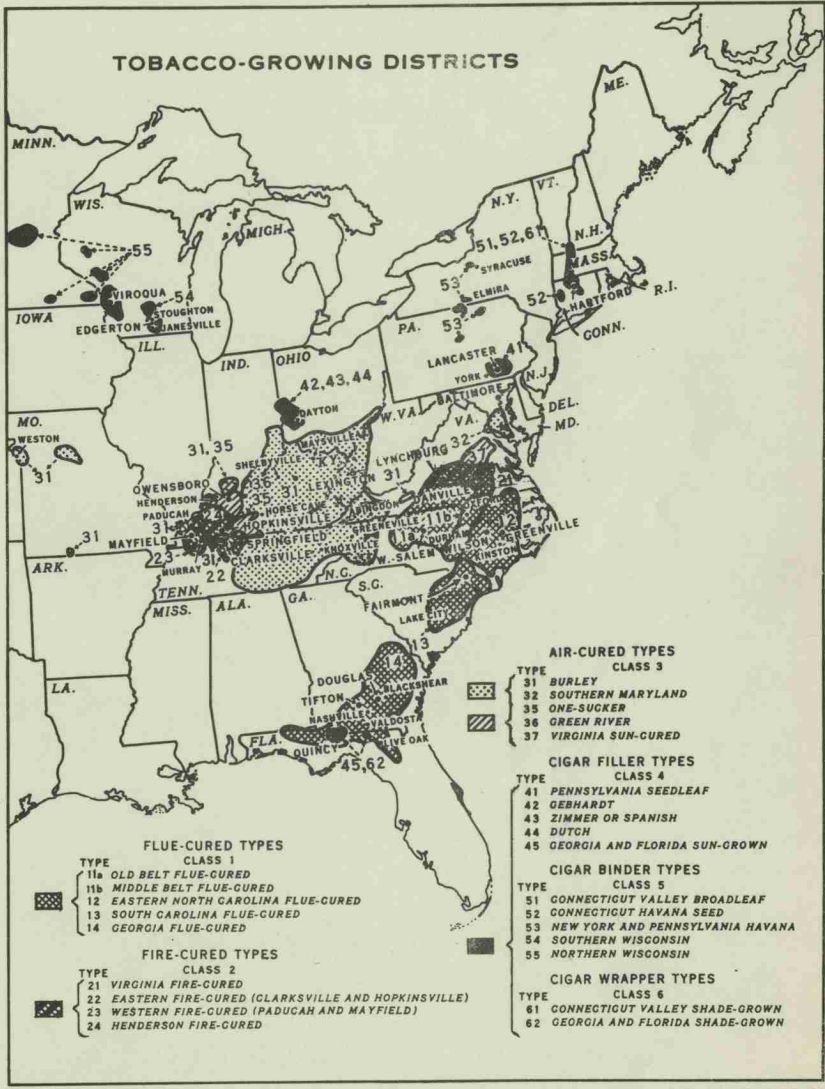 TOBACCO-GROWING DISTRICTS
ME.
MINN.
VT.
N.Y.
WIS.
MICH.
N.H.
51, 52, 61
55
SYRACUSE
MASS.
53
ELMIRA
R.I.
VIROQUA
54
52
HARTFORD
STOUGHTON
53
IOWA
EDGERTON
JANESVILLE
PA.
CONN.
ILL.
IND.
OHIO
LANCASTER
41
YORK
N.J.
42, 43, 44
BALTIMORE
DAYTON
W.VA.
DEL.
MO.
VA.
MD.
WESTON
MAYSVILLE
32
31, 35
SHELBYVILLE
KY.
LYNCHBURG
37
31
OWENSBORO
36
31
LEXINGTON
31
21
HENDERSON
35
HORSE CAVE
ABINGDON
DANVILLE
PADUCAH
24
HOPKINSVILLE
GREENEVILLE
11b
12
31
31
MAYFIELD
SPRINGFIELD
11a
DURHAM
WILSON
GREENVILLE
23
31
CLARKSVILLE
KNOXVILLE
KINSTON
MURRAY
22
W.-SALEM
ARK.
TENN.
N.C.
MISS.
ALA.
GA.
S.C.
FAIRMONT
LAKE CITY
13
LA.
DOUGLAS
14
BLACKSHEAR
TIFTON
NASHVILLE
VALDOSTA
FLA.
QUINCY
LIVE OAK
45,62
AIR-CURED TYPES
TYPE CLASS 3
31 BURLEY
32 SOUTHERN MARYLAND
35 ONE-SUCKER
36 GREEN RIVER
37 VIRGINIA SUN-CURED
CIGAR FILLER TYPES
TYPE CLASS 4
41 PENNSYLVANIA SEEDLEAF
42 GEBHARDT
43 ZIMMER OR SPANISH
44 DUTCH
45 GEORGIA AND FLORIDA SUN-GROWN
CIGAR BINDER TYPES
TYPE CLASS 5
51 CONNECTICUT VALLEY BROADLEAF
52 CONNECTICUT HAVANA SEED
53 NEW YORK AND PENNSYLVANIA HAVANA
54 SOUTHERN WISCONSIN
55 NORTHERN WISCONSIN
CIGAR WRAPPER TYPES
TYPE CLASS 6
61 CONNECTICUT VALLEY SHADE-GROWN
62 GEORGIA AND FLORIDA SHADE-GROWN
FLUE-CURED TYPES
TYPE CLASS 1
11a OLD BELT FLUE-CURED
11b MIDDLE BELT FLUE-CURED
12 EASTERN NORTH CAROLINA FLUE-CURED
13 SOUTH CAROLINA FLUE-CURED
14 GEORGIA FLUE-CURED
FIRE-CURED TYPES
TYPE CLASS 2
21 VIRGINIA FIRE-CURED
22 EASTERN FIRE-CURED (CLARKSVILLE AND HOPKINSVILLE)
23 WESTERN FIRE-CURED (PADUCAH AND MAYFIELD)
24 HENDERSON FIRE-CURED